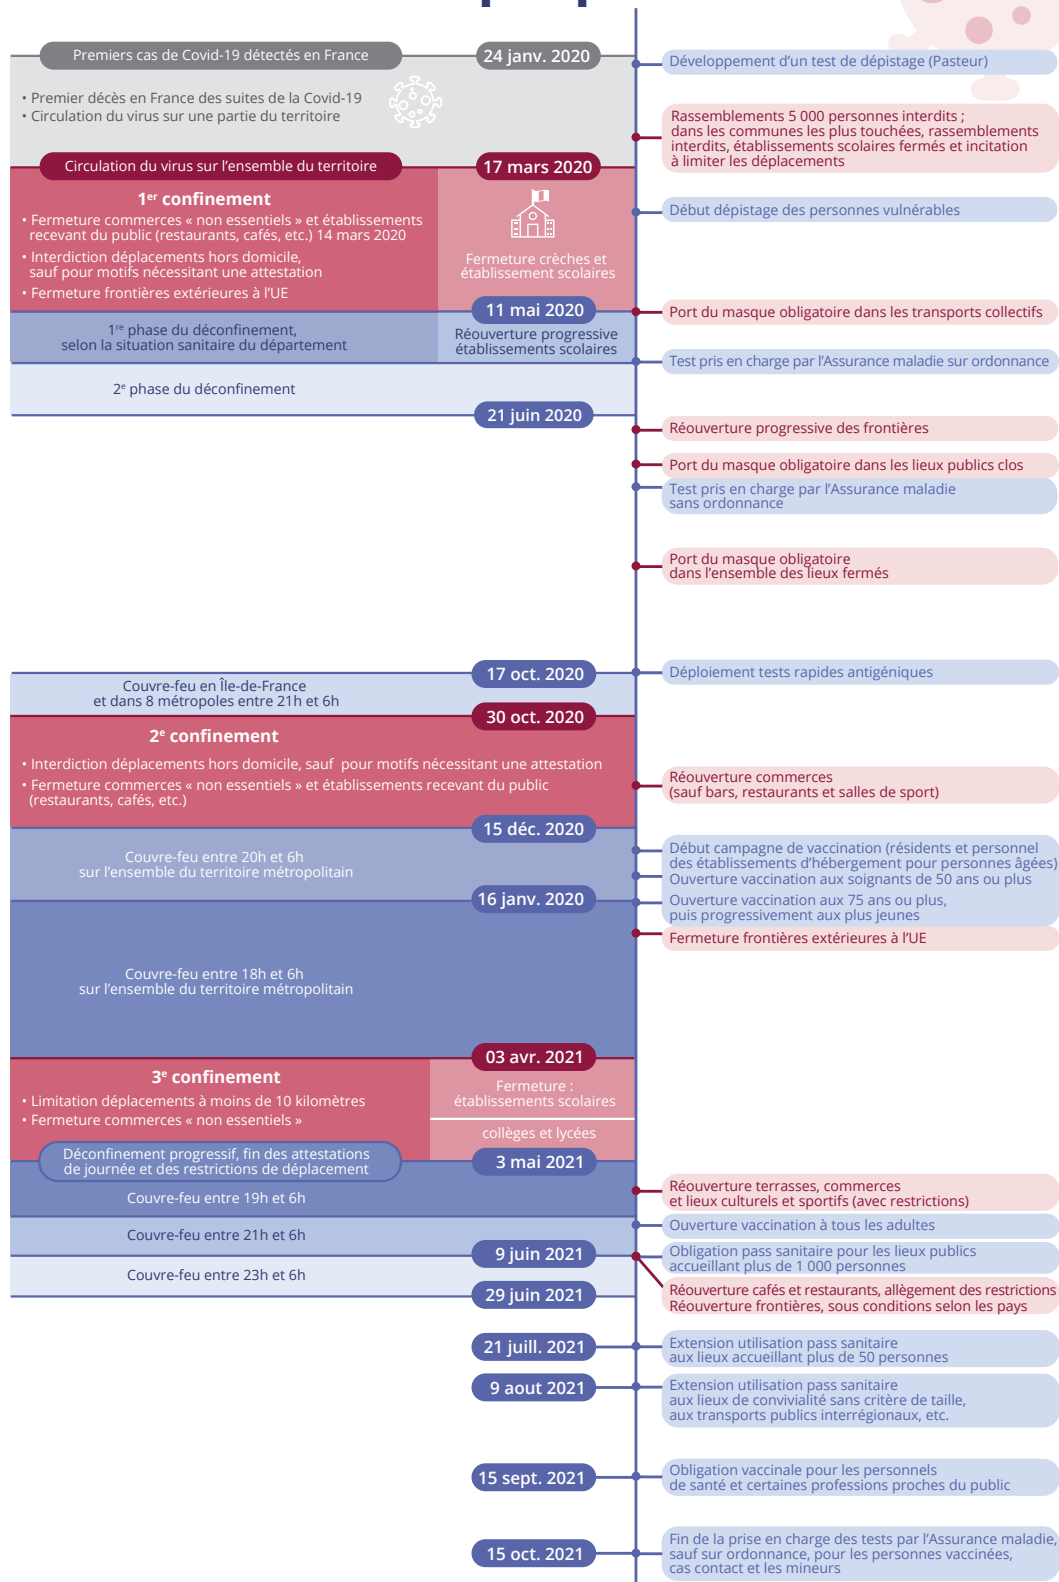 Premiers cas de Covid-19 détectés en France
24 janv. 2020
Développement d'un test de dépistage (Pasteur)
• Premier décès en France des suites de la Covid-19
• Circulation du virus sur une partie du territoire
Rassemblements 5 000 personnes interdits ;
dans les communes les plus touchées, rassemblements
interdits, établissements scolaires fermés et incitation
à limiter les déplacements
Circulation du virus sur l'ensemble du territoire
17 mars 2020
1er confinement
• Fermeture commerces « non essentiels » et établissements
recevant du public (restaurants, cafés, etc.) 14 mars 2020
• Interdiction déplacements hors domicile,
sauf pour motifs nécessitant une attestation
• Fermeture frontières extérieures à l'UE
Fermeture crèches et
établissement scolaires
Début dépistage des personnes vulnérables
11 mai 2020
Port du masque obligatoire dans les transports collectifs
1re phase du déconfinement,
selon la situation sanitaire du département
Réouverture progressive
établissements scolaires
Test pris en charge par l'Assurance maladie sur ordonnance
2e phase du déconfinement
21 juin 2020
Réouverture progressive des frontières
Port du masque obligatoire dans les lieux publics clos
Test pris en charge par l'Assurance maladie
sans ordonnance
Port du masque obligatoire
dans l'ensemble des lieux fermés
17 oct. 2020
Déploiement tests rapides antigéniques
Couvre-feu en Île-de-France
et dans 8 métropoles entre 21h et 6h
30 oct. 2020
2e confinement
• Interdiction déplacements hors domicile, sauf pour motifs nécessitant une attestation
• Fermeture commerces « non essentiels » et établissements recevant du public
(restaurants, cafés, etc.)
Réouverture commerces
(sauf bars, restaurants et salles de sport)
15 déc. 2020
Couvre-feu entre 20h et 6h
sur l'ensemble du territoire métropolitain
Début campagne de vaccination (résidents et personnel
des établissements d'hébergement pour personnes âgées)
Ouverture vaccination aux soignants de 50 ans ou plus
16 janv. 2020
Ouverture vaccination aux 75 ans ou plus,
puis progressivement aux plus jeunes
Fermeture frontières extérieures à l'UE
Couvre-feu entre 18h et 6h
sur l'ensemble du territoire métropolitain
03 avr. 2021
3e confinement
• Limitation déplacements à moins de 10 kilomètres
• Fermeture commerces « non essentiels »
Fermeture :
établissements scolaires
collèges et lycées
Déconfinement progressif, fin des attestations
de journée et des restrictions de déplacement
3 mai 2021
Couvre-feu entre 19h et 6h
Réouverture terrasses, commerces
et lieux culturels et sportifs (avec restrictions)
Couvre-feu entre 21h et 6h
Ouverture vaccination à tous les adultes
9 juin 2021
Obligation pass sanitaire pour les lieux publics
accueillant plus de 1 000 personnes
Couvre-feu entre 23h et 6h
Réouverture cafés et restaurants, allègement des restrictions
Réouverture frontières, sous conditions selon les pays
29 juin 2021
21 juill. 2021
Extension utilisation pass sanitaire
aux lieux accueillant plus de 50 personnes
9 aout 2021
Extension utilisation pass sanitaire
aux lieux de convivialité sans critère de taille,
aux transports publics interrégionaux, etc.
15 sept. 2021
Obligation vaccinale pour les personnels
de santé et certaines professions proches du public
15 oct. 2021
Fin de la prise en charge des tests par l'Assurance maladie,
sauf sur ordonnance, pour les personnes vaccinées,
cas contact et les mineurs